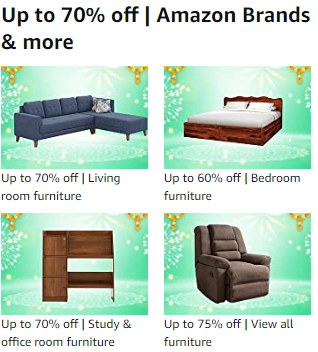 Up to 70% off | Amazon Brands
& more
Up to 70% off | Living
room furniture
Up to 60% off | Bedroom
furniture
Up to 70% off | Study &
office room furniture
Up to 75% off | View all
furniture